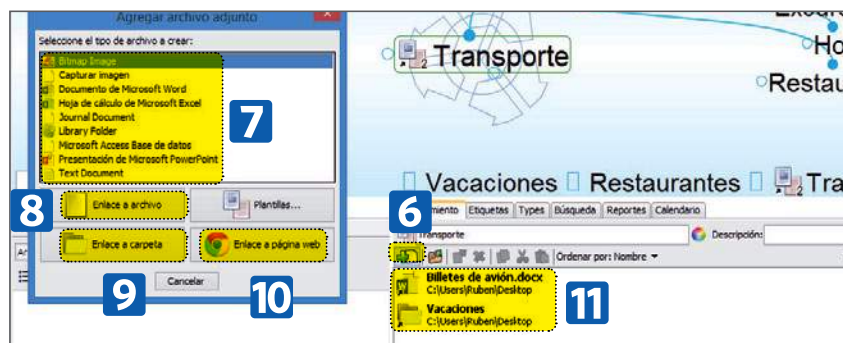 Agregar archivo adjunto
Seleccione el tipo de archivo a crear:
Bitmap Image
Capturar imagen
Documento de Microsoft Word
Hoja de cálculo de Microsoft Excel
Journal Document
Library Folder
Microsoft Access Base de datos
Presentación de Microsoft PowerPoint
Text Document
7
8
Enlace a archivo
Plantillas...
Enlace a carpeta
Enlace a página web
9
Cancelar
10
Transporte
2
Ho
Restau
Vacaciones
Restaurantes
2
Tra
6
miento
Etiquetas
Types
Búsqueda
Reportes
Calendario
Transporte
Descripción:
Ordenar por: Nombre
Billetes de avión.docx
C:\Users\Ruben\Desktop
Vacaciones
C:\Users\Ruben\Desktop
11